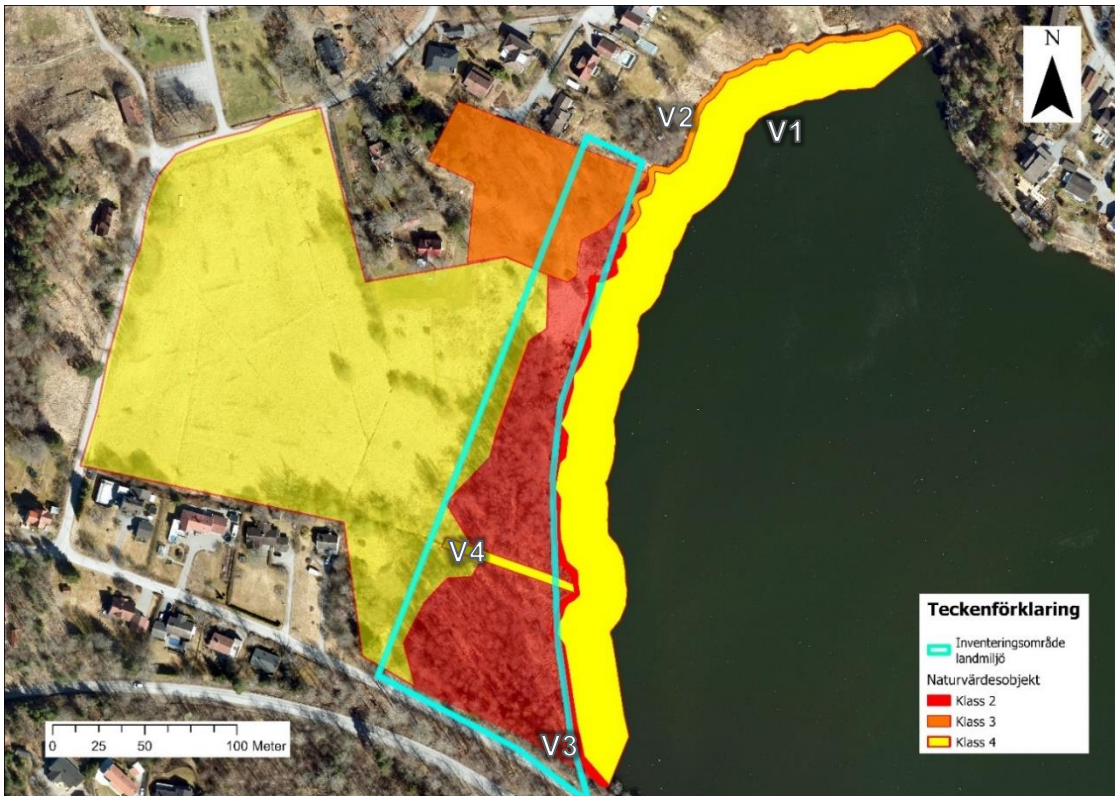 N
V2
V1
V4
V3
Teckenförklaring
Inventeringsområde
landmiljö
Naturvärdesobjekt
Klass 2
Klass 3
Klass 4
0 25 50 100 Meter